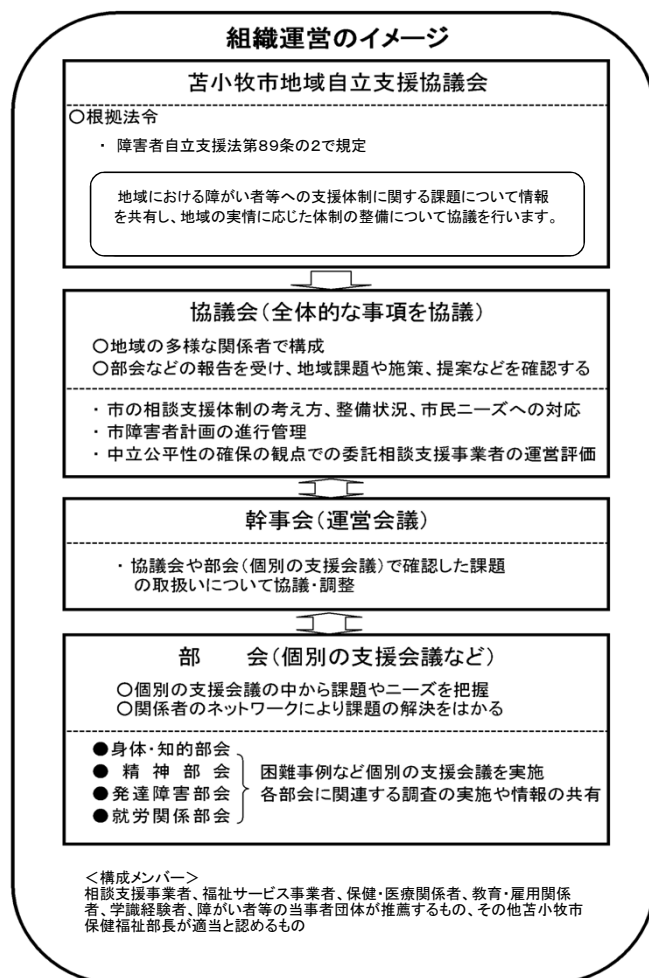 組織運営のイメージ
苫小牧市地域自立支援協議会
○根拠法令
・ 障害者自立支援法第89条の2で規定
地域における障がい者等への支援体制に関する課題について情報
を共有し、地域の実情に応じた体制の整備について協議を行います。
協議会(全体的な事項を協議)
○地域の多様な関係者で構成
○部会などの報告を受け、地域課題や施策、提案などを確認する
・市の相談支援体制の考え方、整備状況、市民ニーズへの対応
・市障害者計画の進行管理
・中立公平性の確保の観点での委託相談支援事業者の運営評価
幹事会(運営会議)
・協議会や部会(個別の支援会議)で確認した課題
の取扱いについて協議・調整
部 会(個別の支援会議など)
○個別の支援会議の中から課題やニーズを把握
○関係者のネットワークにより課題の解決をはかる
●身体・知的部会
●精神部会
●発達障害部会
●就労関係部会
困難事例など個別の支援会議を実施
各部会に関連する調査の実施や情報の共有
<構成メンバー>
相談支援事業者、福祉サービス事業者、保健・医療関係者、教育・雇用関係
者、学識経験者、障がい者等の当事者団体が推薦するもの、その他苫小牧市
保健福祉部長が適当と認めるもの